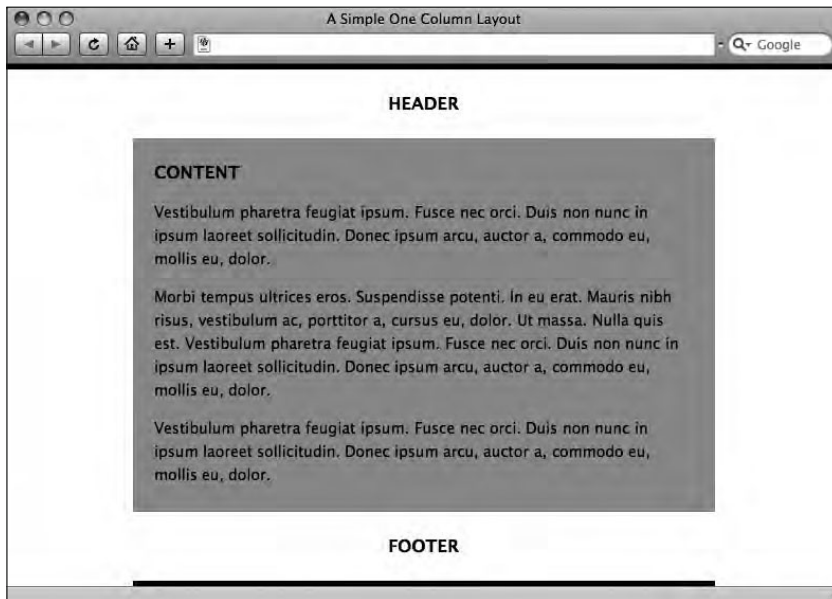 A Simple One Column Layout
Google
HEADER
CONTENT
Vestibulum pharetra feugiat ipsum. Fusce nec orci. Duis non nunc in
ipsum laoreet sollicitudin. Donec ipsum arcu, auctor a, commodo eu,
mollis eu, dolor.
Morbi tempus ultrices eros. Suspendisse potenti. In eu erat. Mauris nibh
risus, vestibulum ac, porttitor a, cursus eu, dolor. Ut massa. Nulla quis
est. Vestibulum pharetra feugiat ipsum. Fusce nec orci. Duis non nunc in
ipsum laoreet sollicitudin. Donec ipsum arcu, auctor a, commodo eu,
mollis eu, dolor.
Vestibulum pharetra feugiat ipsum. Fusce nec orci. Duis non nunc in
ipsum laoreet sollicitudin. Donec ipsum arcu, auctor a, commodo eu,
mollis eu, dolor.
FOOTER